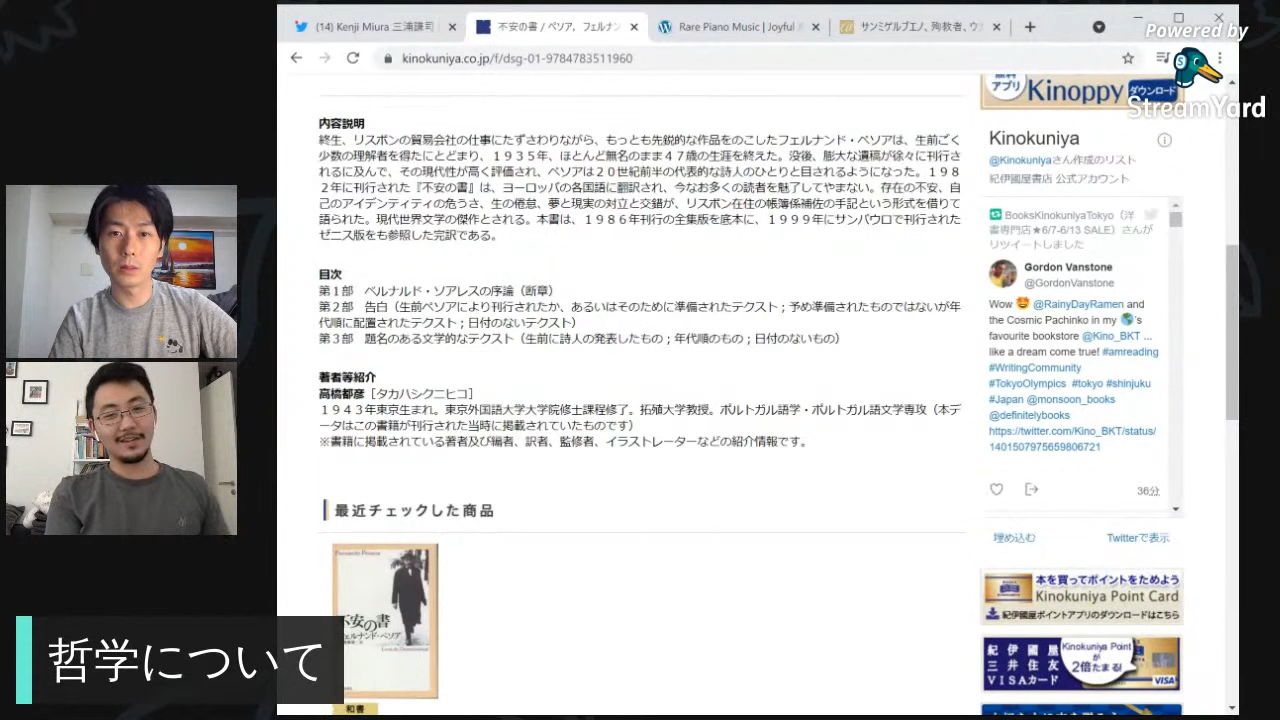 (14) Kenji Miura 三浦謙司
不安の書 / ペソア、フェルナン
Rare Piano Music | Joyful
サンミゲルブエノ、殉教者、ウナ
kinokuniya.co.jp/f/dsg-01-9784783511960
Powered by
StreamYard
アプリ
Kinoppy
ダウンロード
内容説明
終生、リスボンの貿易会社の仕事にたずさわりながら、もっとも先鋭的な作品をのこしたフェルナンド・ペソアは、生前ごく
少数の理解者を得たにとどまり、１９３５年、ほとんど無名のまま４７歳の生涯を終えた。没後、膨大な遺稿が徐々に刊行さ
れるに及んで、その現代性が高く評価され、ペソアは２０世紀前半の代表的な詩人のひとりと目されるようになった。１９８
２年に刊行された『不安の書』は、ヨーロッパの各国語に翻訳され、今なお多くの読者を魅了してやまない。存在の不安、自
己のアイデンティティの危うさ、生の倦怠、夢と現実の対立と交錯が、リスボン在住の帳簿係補佐の手記という形式を借りて
語られた。現代世界文学の傑作とされる。本書は、１９８６年刊行の全集版を底本に、１９９９年にサンパウロで刊行された
ゼニス版をも参照した完訳である。
目次
第１部　ベルナルド・ソアレスの序論（断章）
第２部　告白（生前ペソアにより刊行されたか、あるいはそのために準備されたテクスト；予め準備されたものではないが年
代順に配置されたテクスト；日付のないテクスト）
第３部　題名のある文学的なテクスト（生前に詩人の発表したもの；年代順のもの；日付のないもの）
著者等紹介
高橋都彦［タカハシクニヒコ］
１９４３年東京生まれ。東京外国語大学大学院修士課程修了。拓殖大学教授。ポルトガル語学・ポルトガル語文学専攻（本デ
ータはこの書籍が刊行された当時に掲載されていたものです）
※書籍に掲載されている著者及び編者、訳者、監修者、イラストレーターなどの紹介情報です。
最近チェックした商品
Fernando Pessoa
不安の書
フェルナンド・ペソア
和書
Kinokuniya
@Kinokuniyaさん作成のリスト
紀伊國屋書店 公式アカウント
BooksKinokuniyaTokyo（洋
書専門店★6/7-6/13 SALE）さんが
リツイートしました
Gordon Vanstone
@GordonVanstone
Wow 🤩 @RainyDayRamen and
the Cosmic Pachinko in my 🌏's
favourite bookstore @Kino_BKT ...
like a dream come true! #amreading
#WritingCommunity
#TokyoOlympics #tokyo #shinjuku
#Japan @monsoon_books
@definitelybooks
https://twitter.com/Kino_BKT/status/
1401507975659806721
36分
埋め込む
Twitterで表示
本を買ってポイントをためよう
Kinokuniya Point Card
紀伊國屋ポイントアプリのダウンロードはこちら
紀伊國屋
三井住友
VISAカード
Kinokuniya Point
が
2倍たまる!
VISA
哲学について